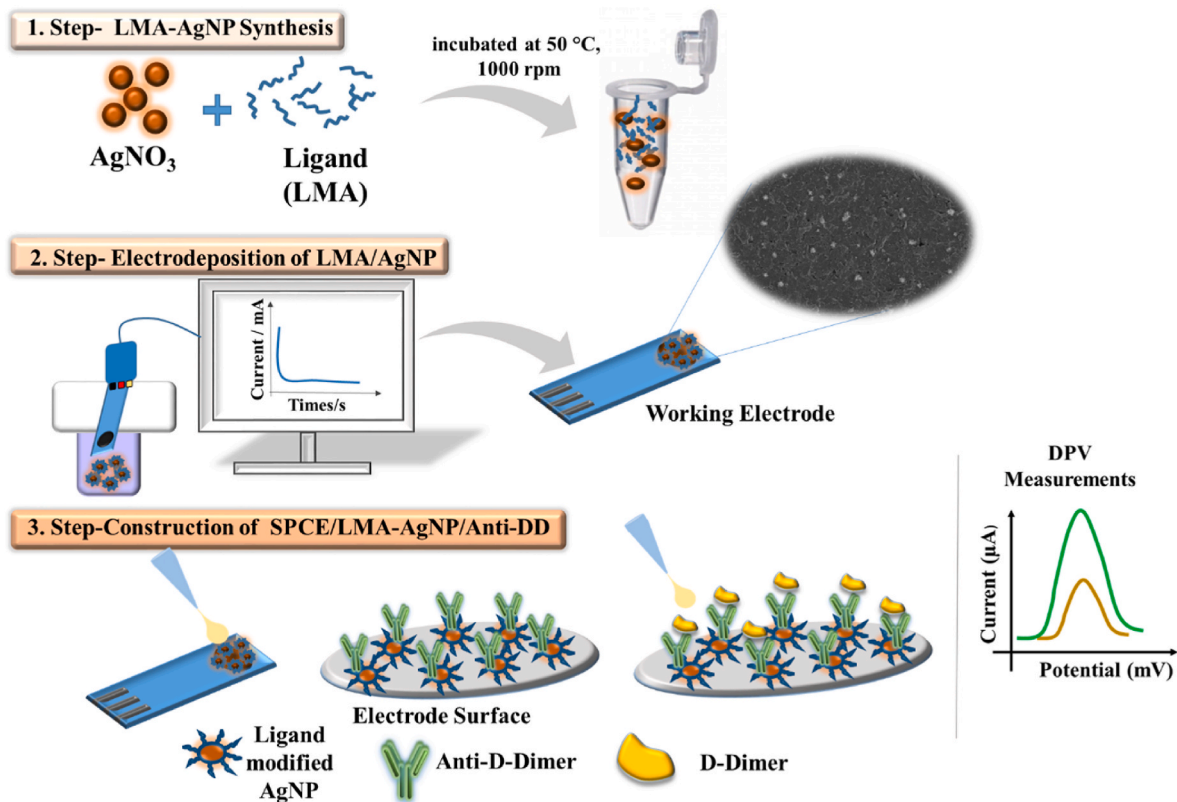 1. Step- LMA-AgNP Synthesis
incubated at 50 °C,
1000 rpm
AgNO₃
Ligand
(LMA)
2. Step- Electrodeposition of LMA/AgNP
Current / mA
Times/s
Working Electrode
3. Step-Construction of SPCE/LMA-AgNP/Anti-DD
DPV
Measurements
Current (µA)
Potential (mV)
Electrode Surface
Ligand
modified
AgNP
Anti-D-Dimer
D-Dimer